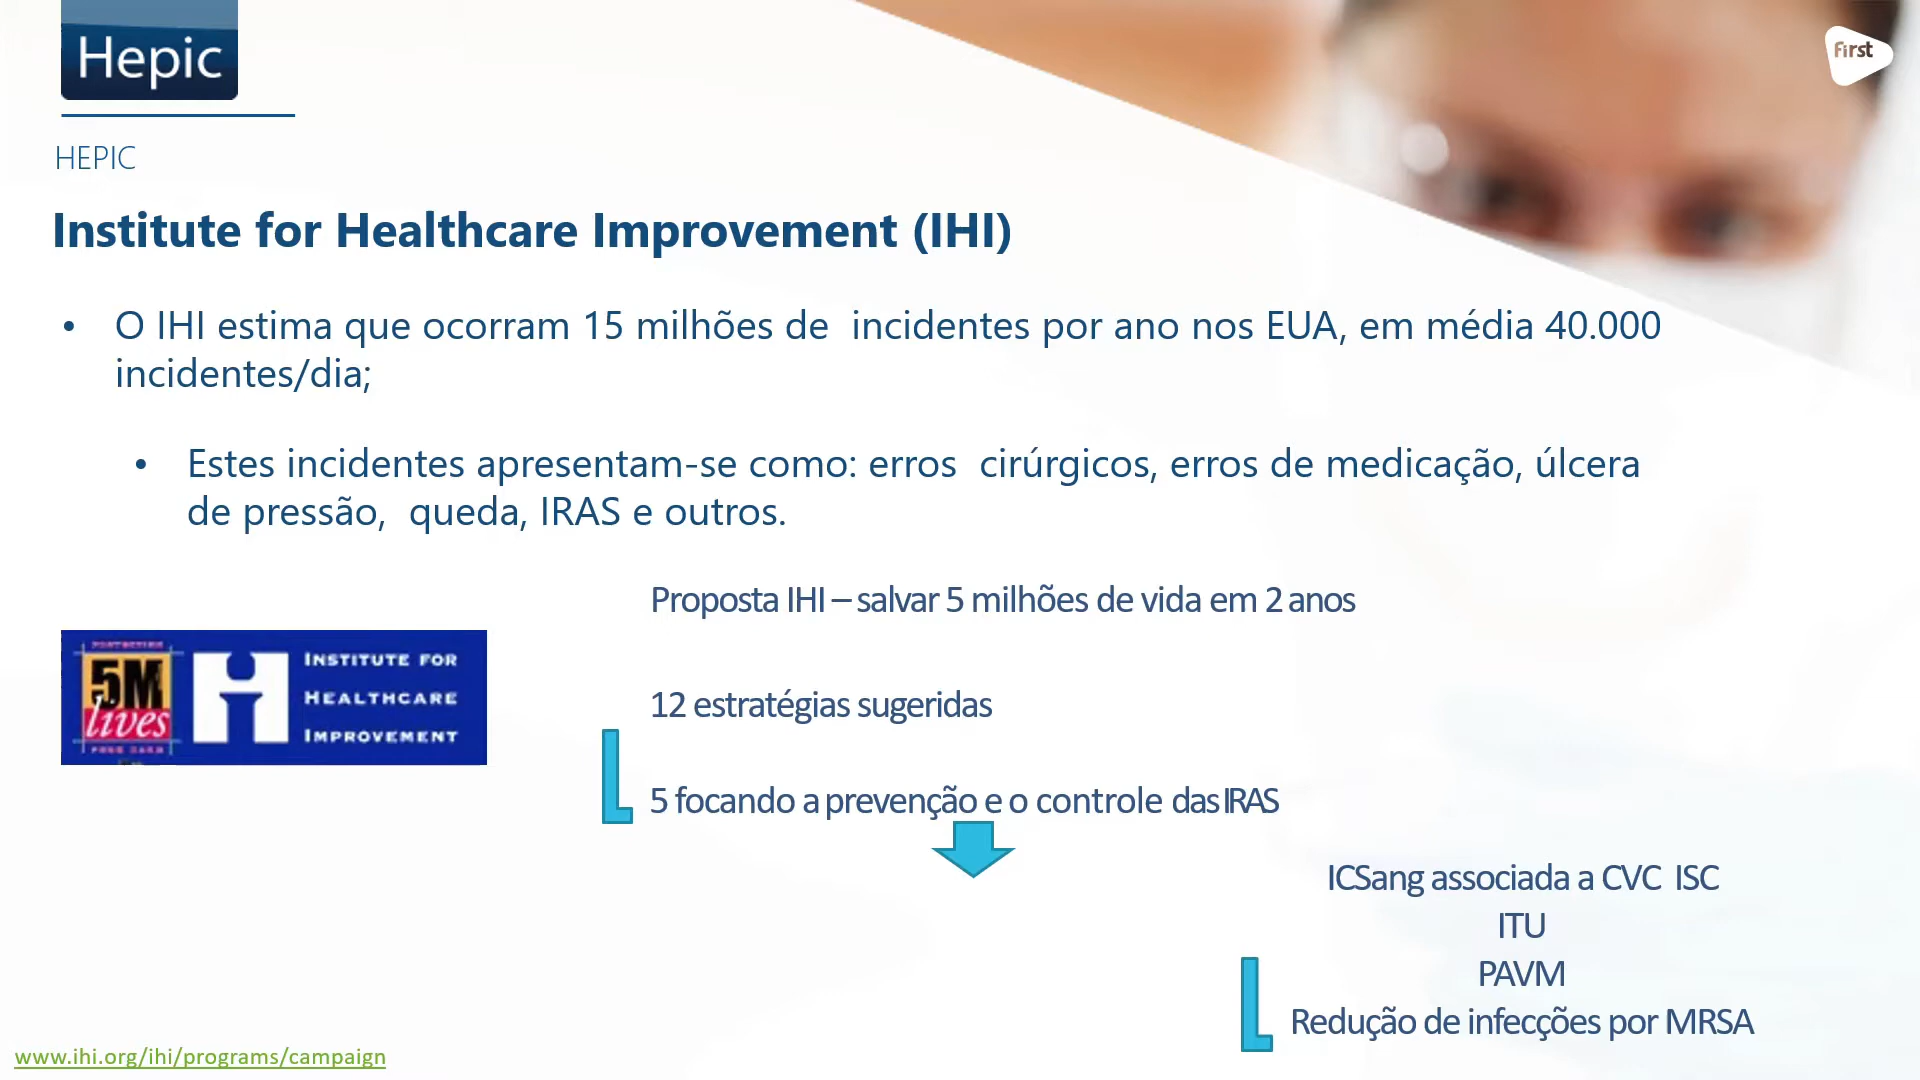 Hepic
first
HEPIC
Institute for Healthcare Improvement (IHI)
• O IHI estima que ocorram 15 milhões de incidentes por ano nos EUA, em média 40.000
incidentes/dia;
• Estes incidentes apresentam-se como: erros cirúrgicos, erros de medicação, úlcera
de pressão, queda, IRAS e outros.
Proposta IHI – salvar 5 milhões de vida em 2 anos
5M
lives
INSTITUTE FOR
HEALTHCARE
IMPROVEMENT
12 estratégias sugeridas
5 focando a prevenção e o controle das IRAS
ICSang associada a CVC ISC
ITU
PAVM
Redução de infecções por MRSA
www.ihi.org/ihi/programs/campaign